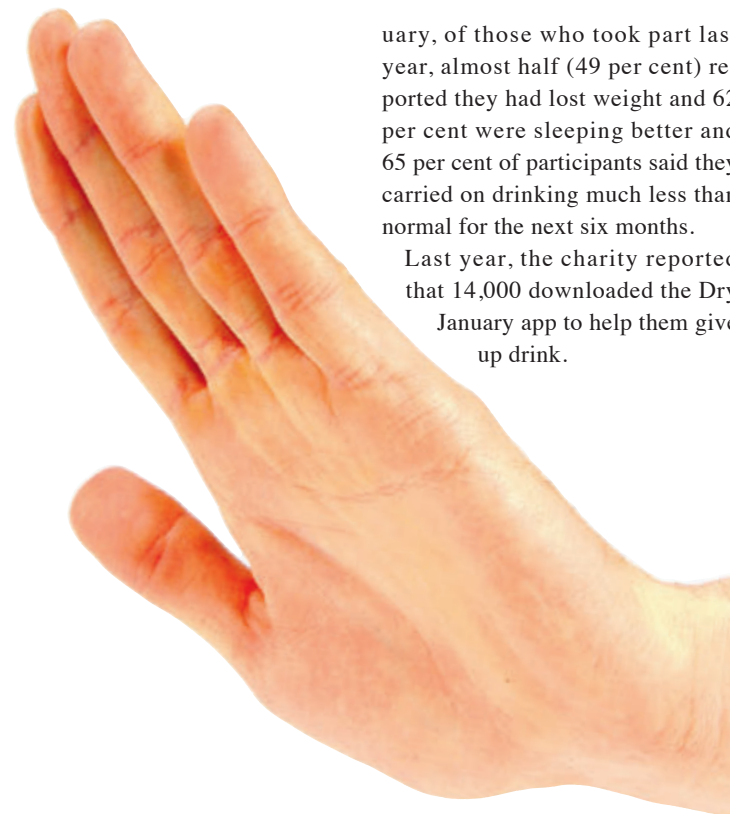 uary, of those who took part las
year, almost half (49 per cent) re
ported they had lost weight and 62
per cent were sleeping better and
65 per cent of participants said they
carried on drinking much less than
normal for the next six months.
Last year, the charity reported
that 14,000 downloaded the Dry
January app to help them give
up drink.